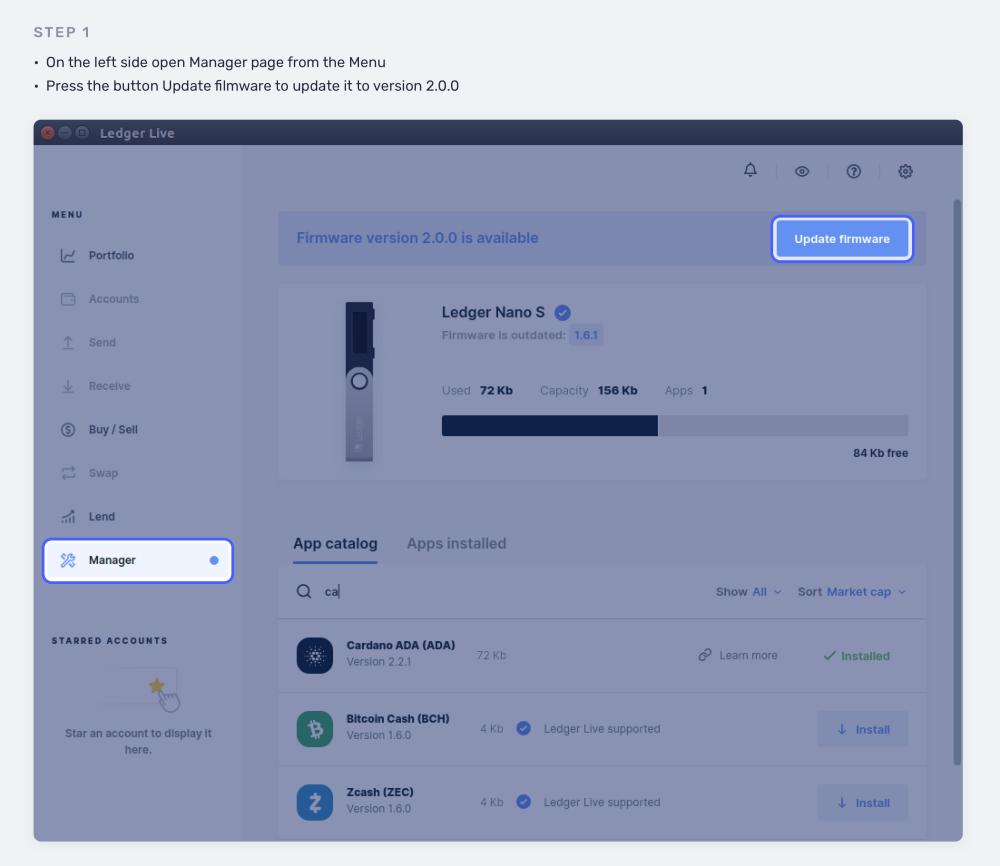 STEP 1
• On the left side open Manager page from the Menu
• Press the button Update filmware to update it to version 2.0.0
Ledger Live
MENU
Portfolio
Accounts
Send
Receive
Buy / Sell
Swap
Lend
Manager
STARRED ACCOUNTS
Star an account to display it
here.
Firmware version 2.0.0 is available
Update firmware
Ledger Nano S
Firmware is outdated: 1.6.1
Used 72 Kb Capacity 156 Kb Apps 1
84 Kb free
Ledger
App catalog Apps installed
ca Show All Sort Market cap
Cardano ADA (ADA) 72 Kb Learn more Installed
Version 2.2.1
Bitcoin Cash (BCH) 4 Kb Ledger Live supported Install
Version 1.6.0
Zcash (ZEC) 4 Kb Ledger Live supported Install
Version 1.6.0